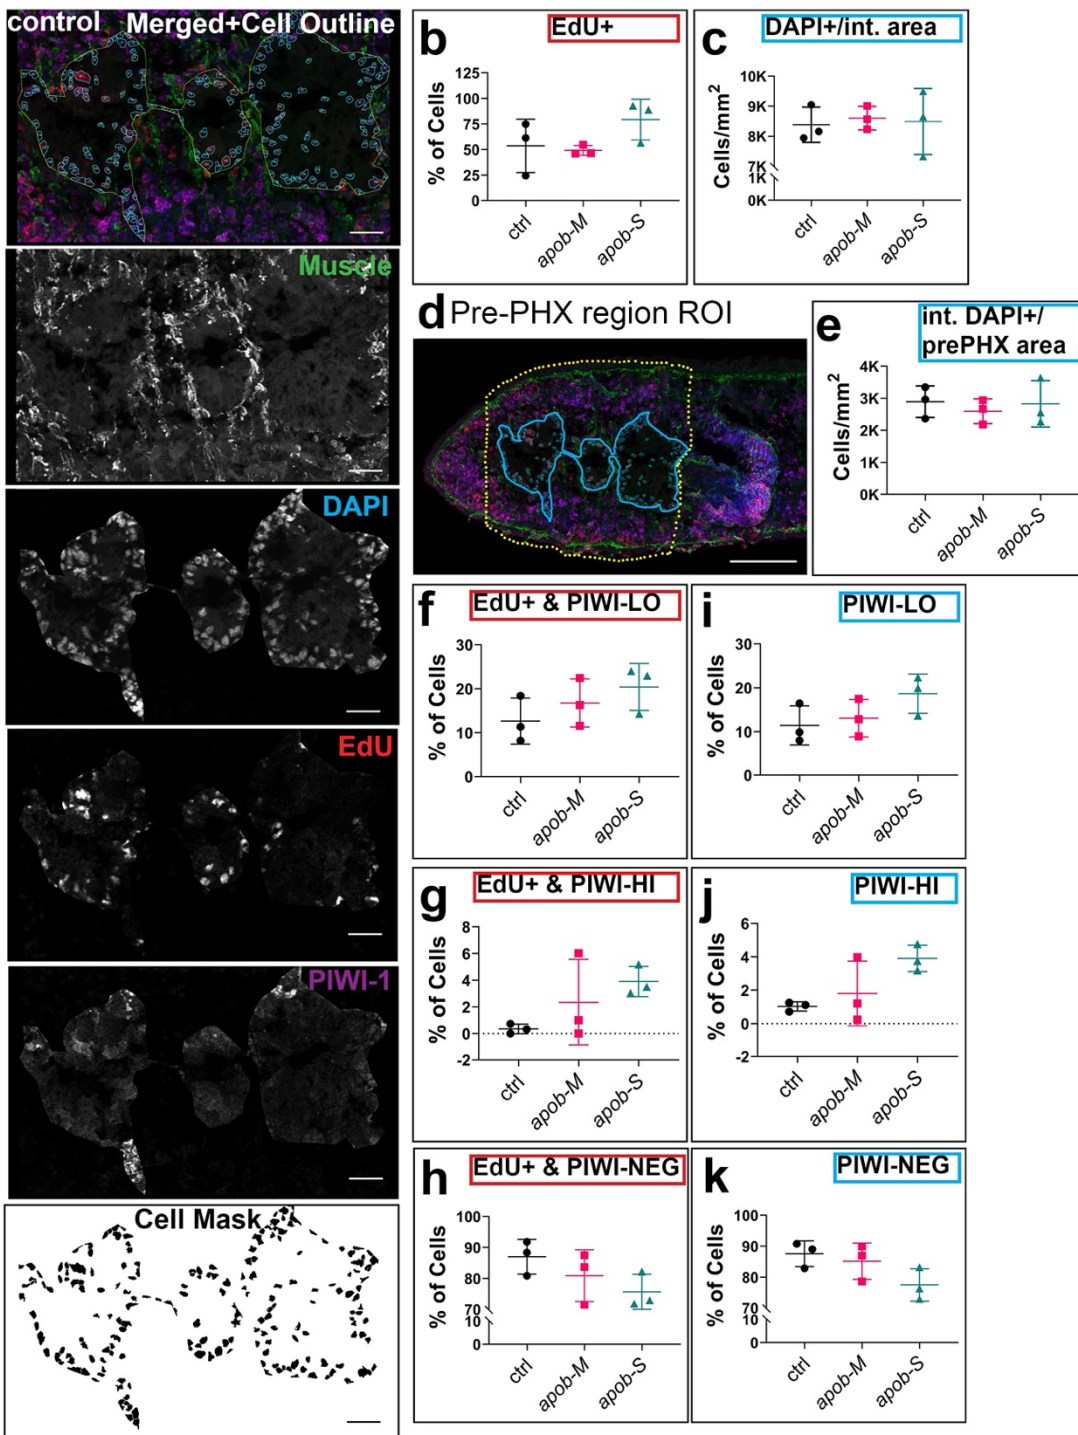 control Merged+Cell Outline
Muscle
DAPI
EdU
PIWI-1
Cell Mask
b
EdU+
% of Cells
125
100
75
50
25
0
ctrl
apob-M
apob-S
c
DAPI+/int. area
Cells/mm²
10K
9K
8K
7K
1K
0K
ctrl
apob-M
apob-S
d Pre-PHX region ROI
e
int. DAPI+/
prePHX area
Cells/mm²
4K
3K
2K
1K
0K
ctrl
apob-M
apob-S
f
EdU+ & PIWI-LO
% of Cells
30
20
10
0
ctrl
apob-M
apob-S
i
PIWI-LO
% of Cells
30
20
10
0
ctrl
apob-M
apob-S
g
EdU+ & PIWI-HI
% of Cells
8
6
4
2
0
-2
ctrl
apob-M
apob-S
j
PIWI-HI
% of Cells
6
4
2
0
-2
ctrl
apob-M
apob-S
h
EdU+ & PIWI-NEG
% of Cells
100
90
80
70
10
0
ctrl
apob-M
apob-S
k
PIWI-NEG
% of Cells
100
90
80
70
10
0
ctrl
apob-M
apob-S